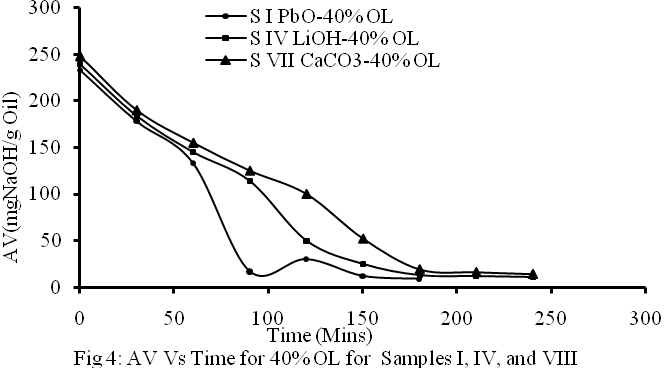 S I PbO-40% OL
S IV LiOH-40% OL
S VII CaCO3-40% OL
AV(mgNaOH/g Oil)
300
250
200
150
100
50
0
0 50 100 150 200 250 300
Time (Mins)
Fig 4: AV Vs Time for 40% OL for Samples I, IV, and VIII